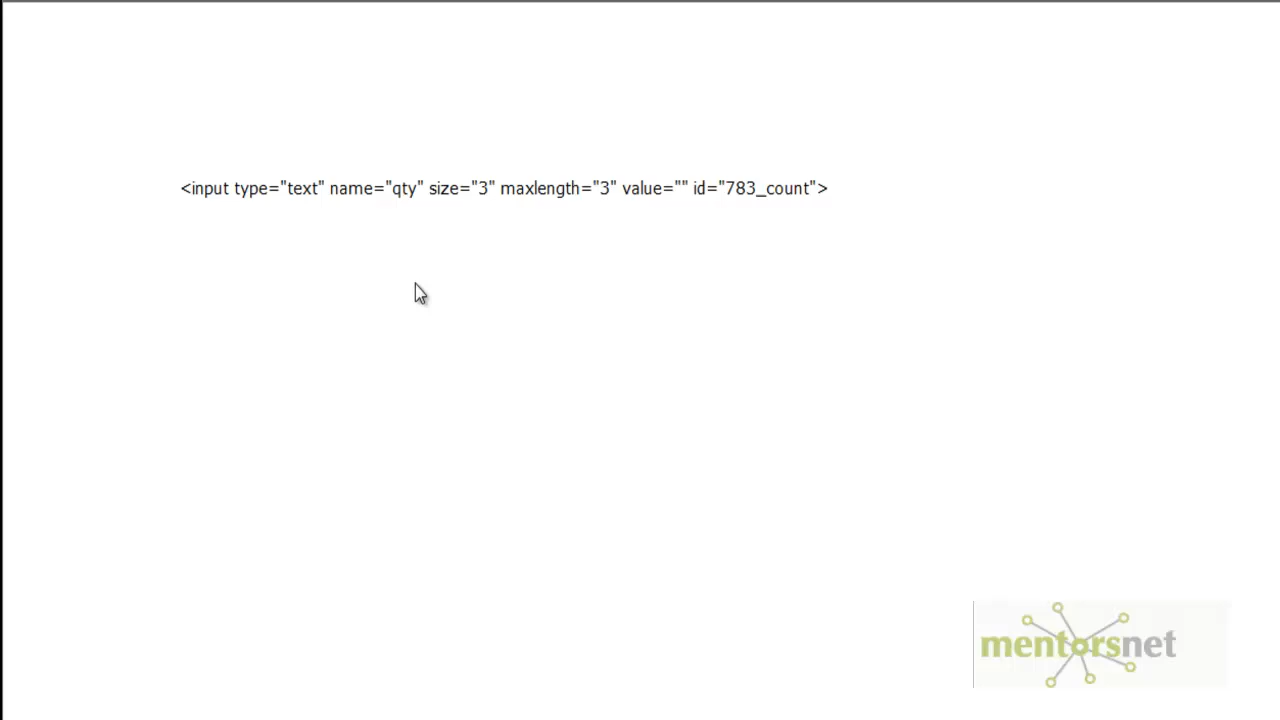 <input type="text" name="qty" size="3" maxlength="3" value="" id="783_count">
mentorsnet